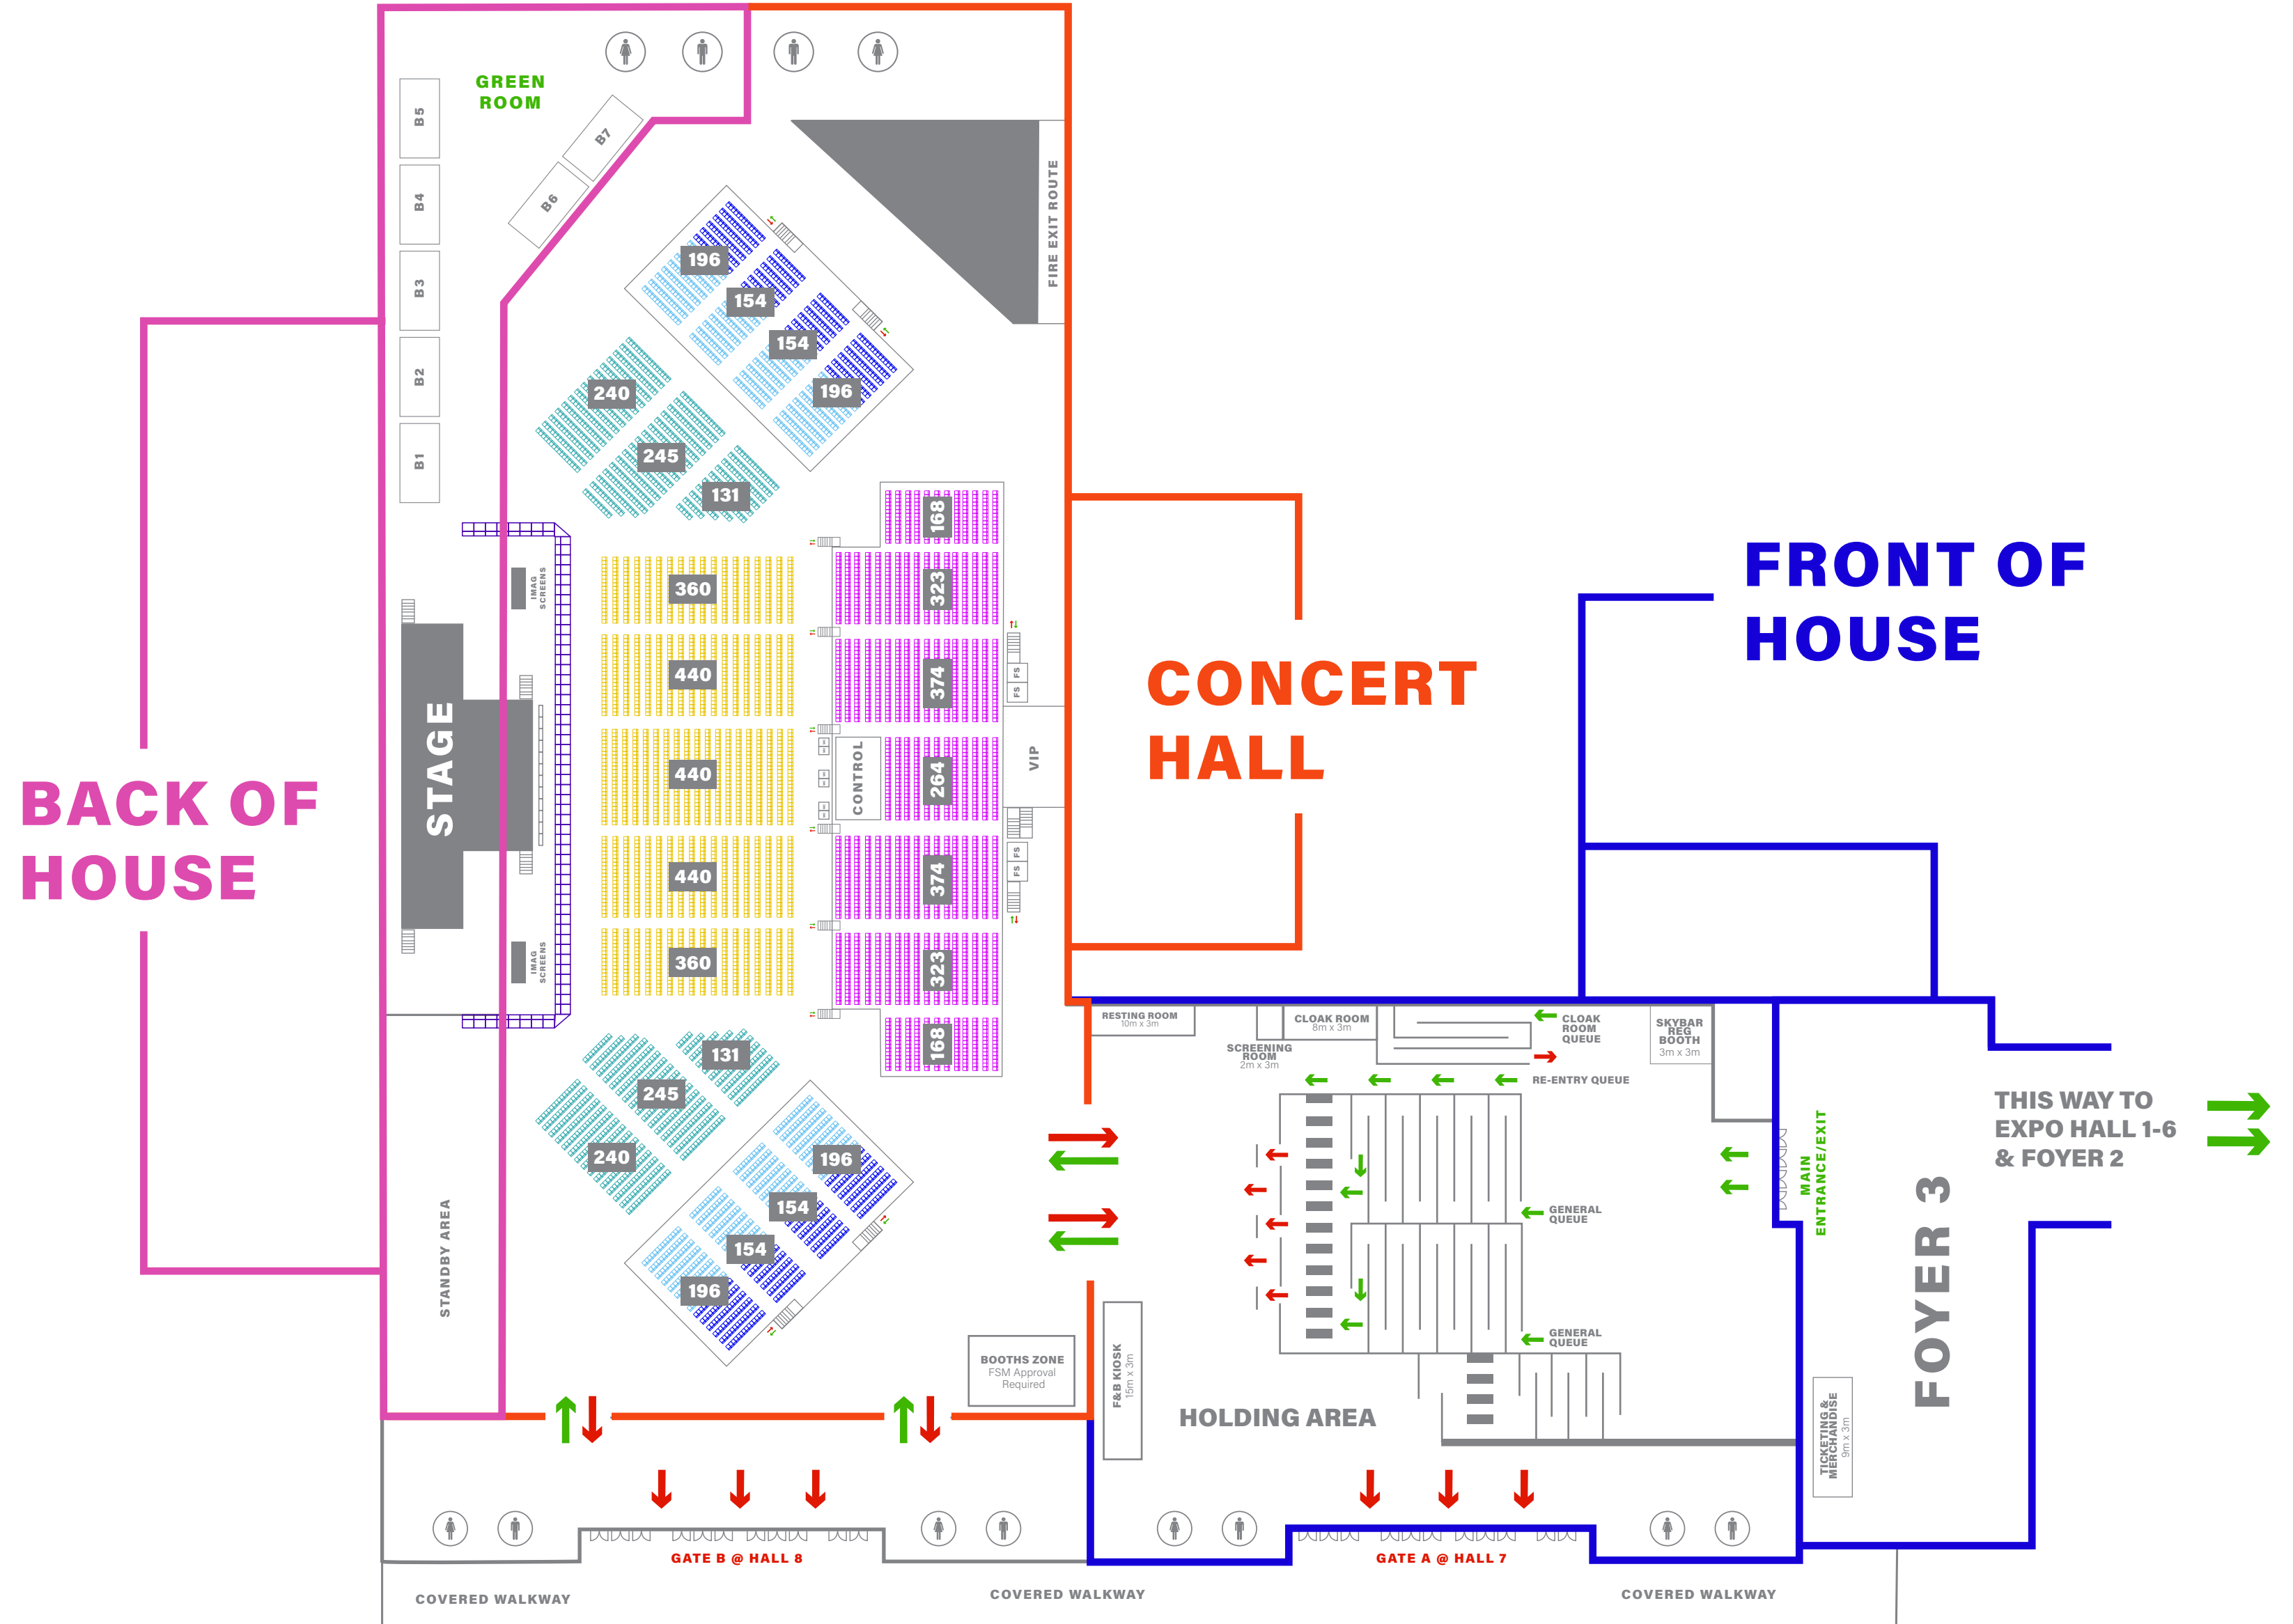 GREEN
ROOM
B5
B4
B3
B2
B1
B7
B6
FIRE EXIT ROUTE
196
154
154
196
240
245
131
168
323
374
264
374
323
168
360
440
440
440
360
IMAG
SCREENS
IMAG
SCREENS
STAGE
CONTROL
VIP
FS
FS
FS
FS
131
245
240
196
154
154
196
STANDBY AREA
BACK OF
HOUSE
CONCERT
HALL
FRONT OF
HOUSE
RESTING ROOM
10m x 3m
SCREENING
ROOM
2m x 3m
CLOAK ROOM
8m x 3m
CLOAK
ROOM
QUEUE
SKYBAR
REG
BOOTH
3m x 3m
RE-ENTRY QUEUE
GENERAL
QUEUE
GENERAL
QUEUE
MAIN
ENTRANCE/EXIT
THIS WAY TO
EXPO HALL 1-6
& FOYER 2
FOYER 3
BOOTHS ZONE
FSM Approval
Required
F&B KIOSK
15m x 3m
HOLDING AREA
TICKETING &
MERCHANDISE
9m x 3m
GATE B @ HALL 8
GATE A @ HALL 7
COVERED WALKWAY
COVERED WALKWAY
COVERED WALKWAY